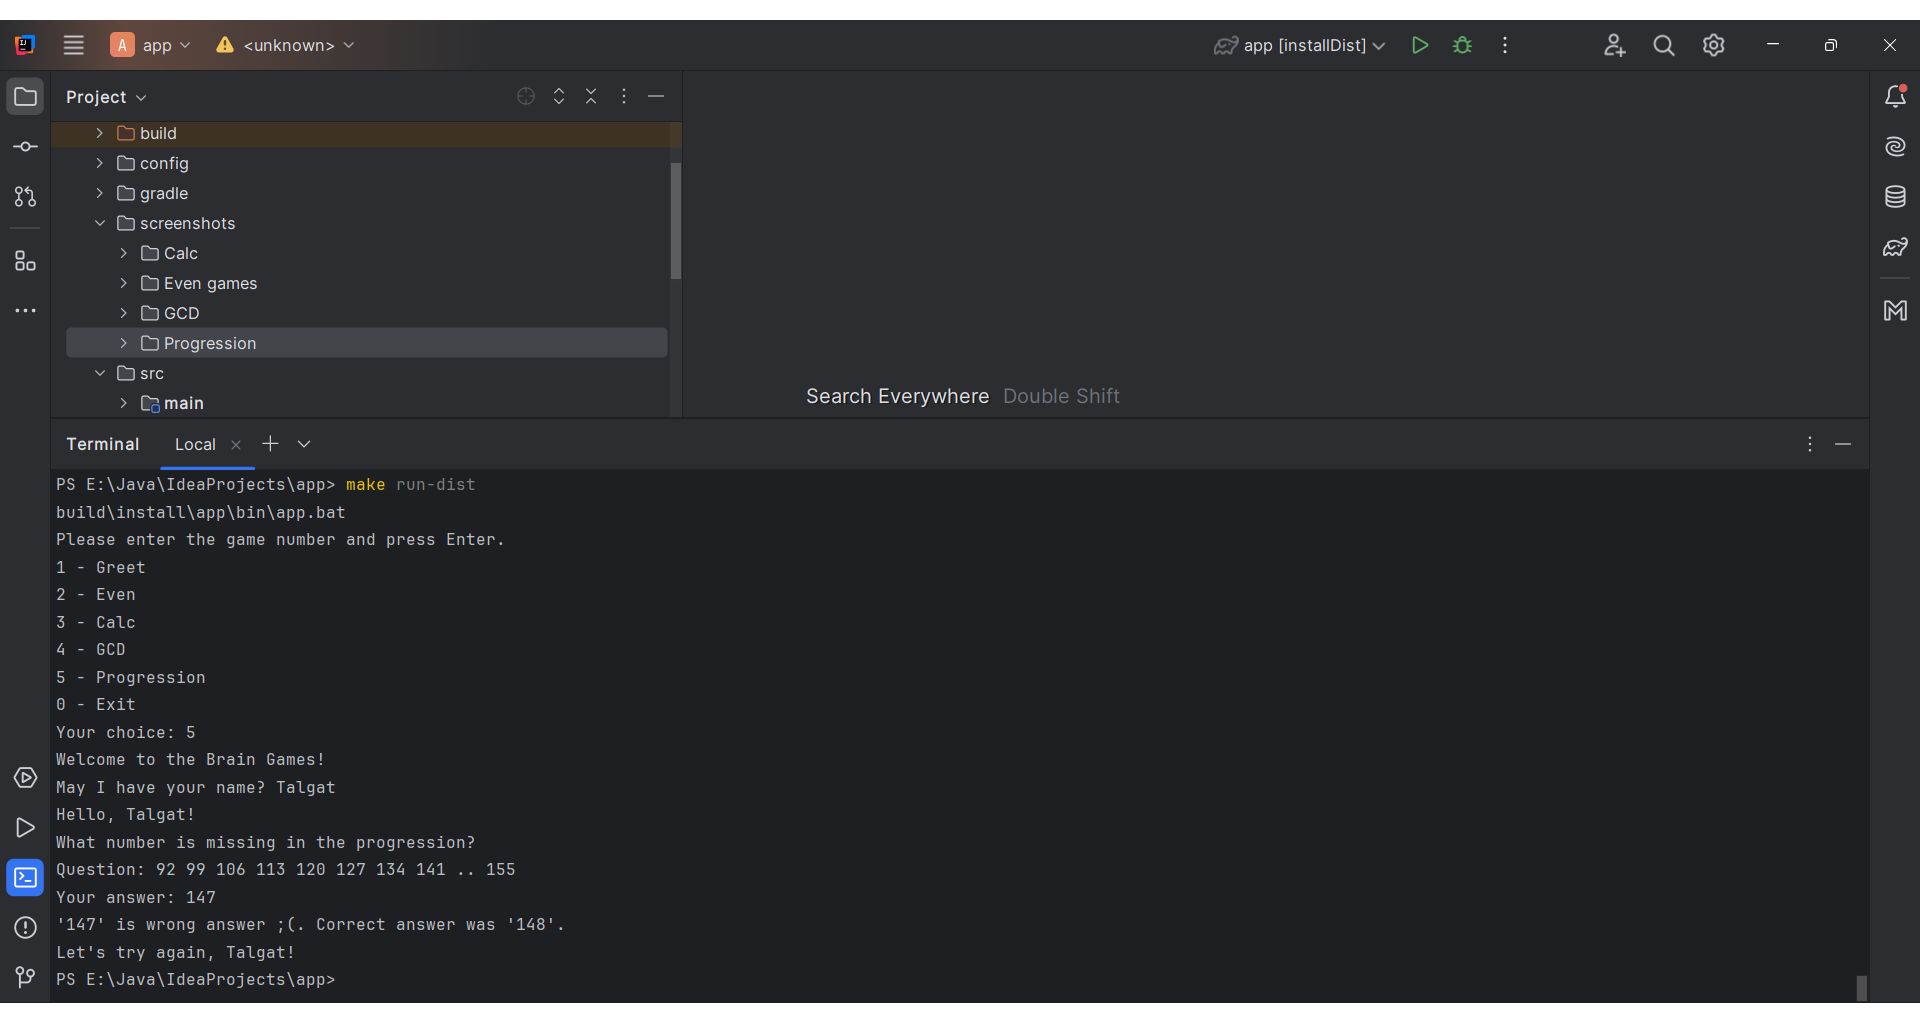 A app <unknown> app [installDist]
Project
build
config
gradle
screenshots
Calc
Even games
GCD
Progression
src
main
Search Everywhere Double Shift
Terminal Local
PS E:\Java\IdeaProjects\app> make run-dist
build\install\app\bin\app.bat
Please enter the game number and press Enter.
1 - Greet
2 - Even
3 - Calc
4 - GCD
5 - Progression
0 - Exit
Your choice: 5
Welcome to the Brain Games!
May I have your name? Talgat
Hello, Talgat!
What number is missing in the progression?
Question: 92 99 106 113 120 127 134 141 .. 155
Your answer: 147
'147' is wrong answer ;(. Correct answer was '148'.
Let's try again, Talgat!
PS E:\Java\IdeaProjects\app>